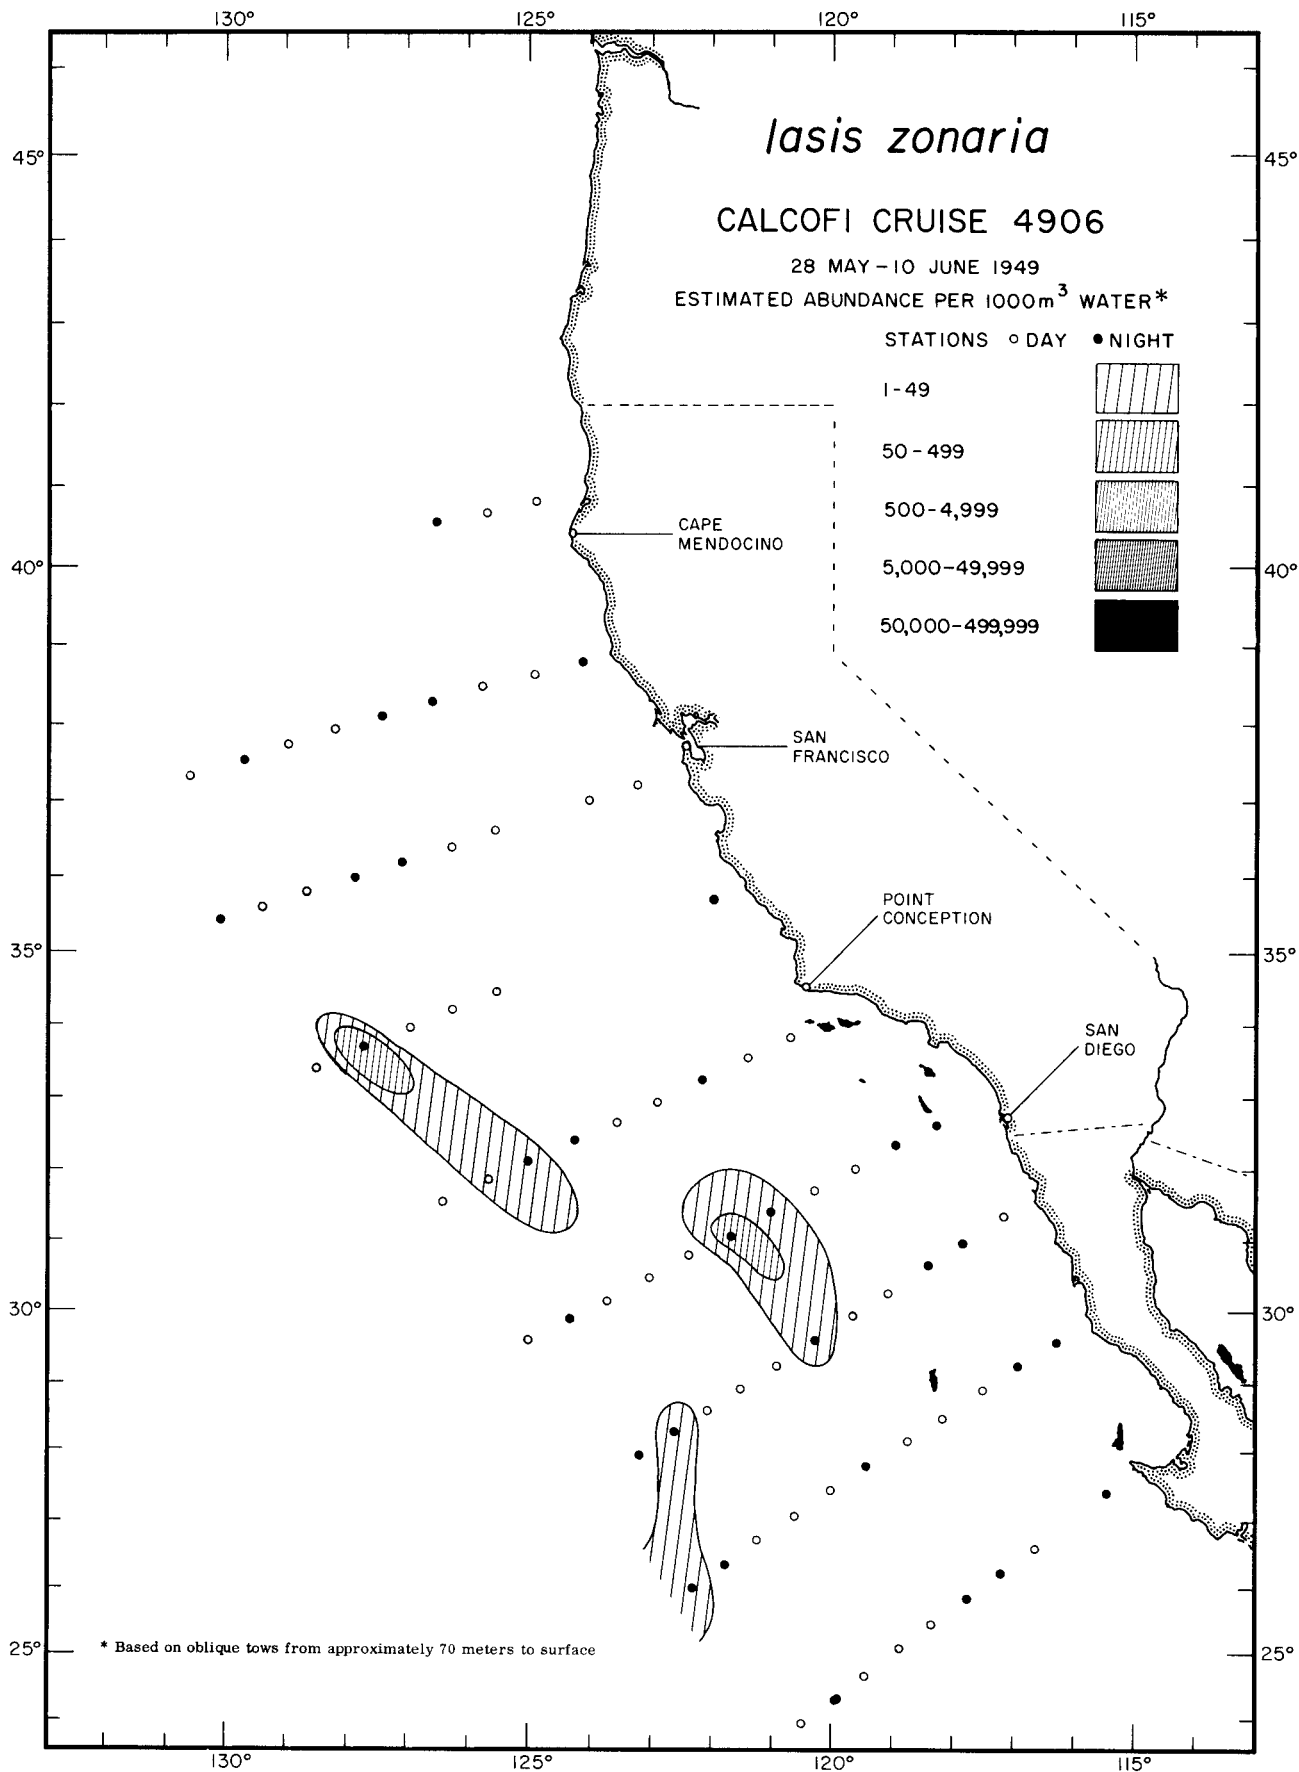 130° 125° 120° 115°
Iasis zonaria
45° 45°
CALCOFI CRUISE 4906
28 MAY – 10 JUNE 1949
ESTIMATED ABUNDANCE PER 1000m³ WATER*
STATIONS ○ DAY ● NIGHT
1-49
50-499
500-4,999
CAPE
MENDOCINO
40° 40°
5,000-49,999
50,000-499,999
SAN
FRANCISCO
POINT
CONCEPTION
35° 35°
SAN
DIEGO
30° 30°
25° 25°
* Based on oblique tows from approximately 70 meters to surface
130° 125° 120° 115°